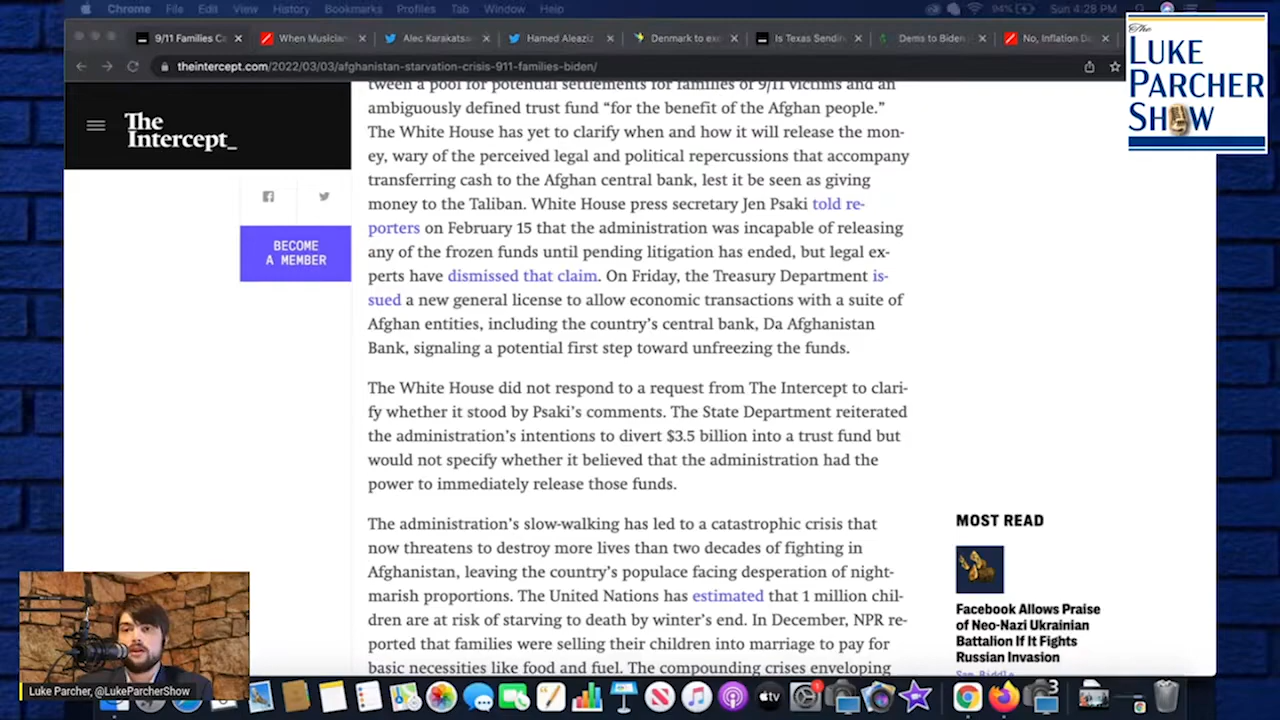 Chrome File Edit View History Bookmarks Profiles Tab Window Help 94% Sun 4:28 PM
9/11 Families Ca When Musician Alec Karakatsa Hamed Aleaziz Denmark to ex Is Texas Sendin Dems to Biden No, Inflation D
theintercept.com/2022/03/03/afghanistan-starvation-crisis-911-families-biden/
The
LUKE
PARCHER
SHOW
The
Intercept_
BECOME
A MEMBER
tween a pool for potential settlements for families of 9/11 victims and an
ambiguously defined trust fund “for the benefit of the Afghan people.”
The White House has yet to clarify when and how it will release the mon-
ey, wary of the perceived legal and political repercussions that accompany
transferring cash to the Afghan central bank, lest it be seen as giving
money to the Taliban. White House press secretary Jen Psaki told re-
porters on February 15 that the administration was incapable of releasing
any of the frozen funds until pending litigation has ended, but legal ex-
perts have dismissed that claim. On Friday, the Treasury Department is-
sued a new general license to allow economic transactions with a suite of
Afghan entities, including the country’s central bank, Da Afghanistan
Bank, signaling a potential first step toward unfreezing the funds.
The White House did not respond to a request from The Intercept to clari-
fy whether it stood by Psaki’s comments. The State Department reiterated
the administration’s intentions to divert $3.5 billion into a trust fund but
would not specify whether it believed that the administration had the
power to immediately release those funds.
The administration’s slow-walking has led to a catastrophic crisis that
now threatens to destroy more lives than two decades of fighting in
Afghanistan, leaving the country’s populace facing desperation of night-
marish proportions. The United Nations has estimated that 1 million chil-
dren are at risk of starving to death by winter’s end. In December, NPR re-
ported that families were selling their children into marriage to pay for
basic necessities like food and fuel. The compounding crises enveloping
MOST READ
Facebook Allows Praise
of Neo-Nazi Ukrainian
Battalion If It Fights
Russian Invasion
Sam Biddle
Luke Parcher, @LukeParcherShow
tv
3